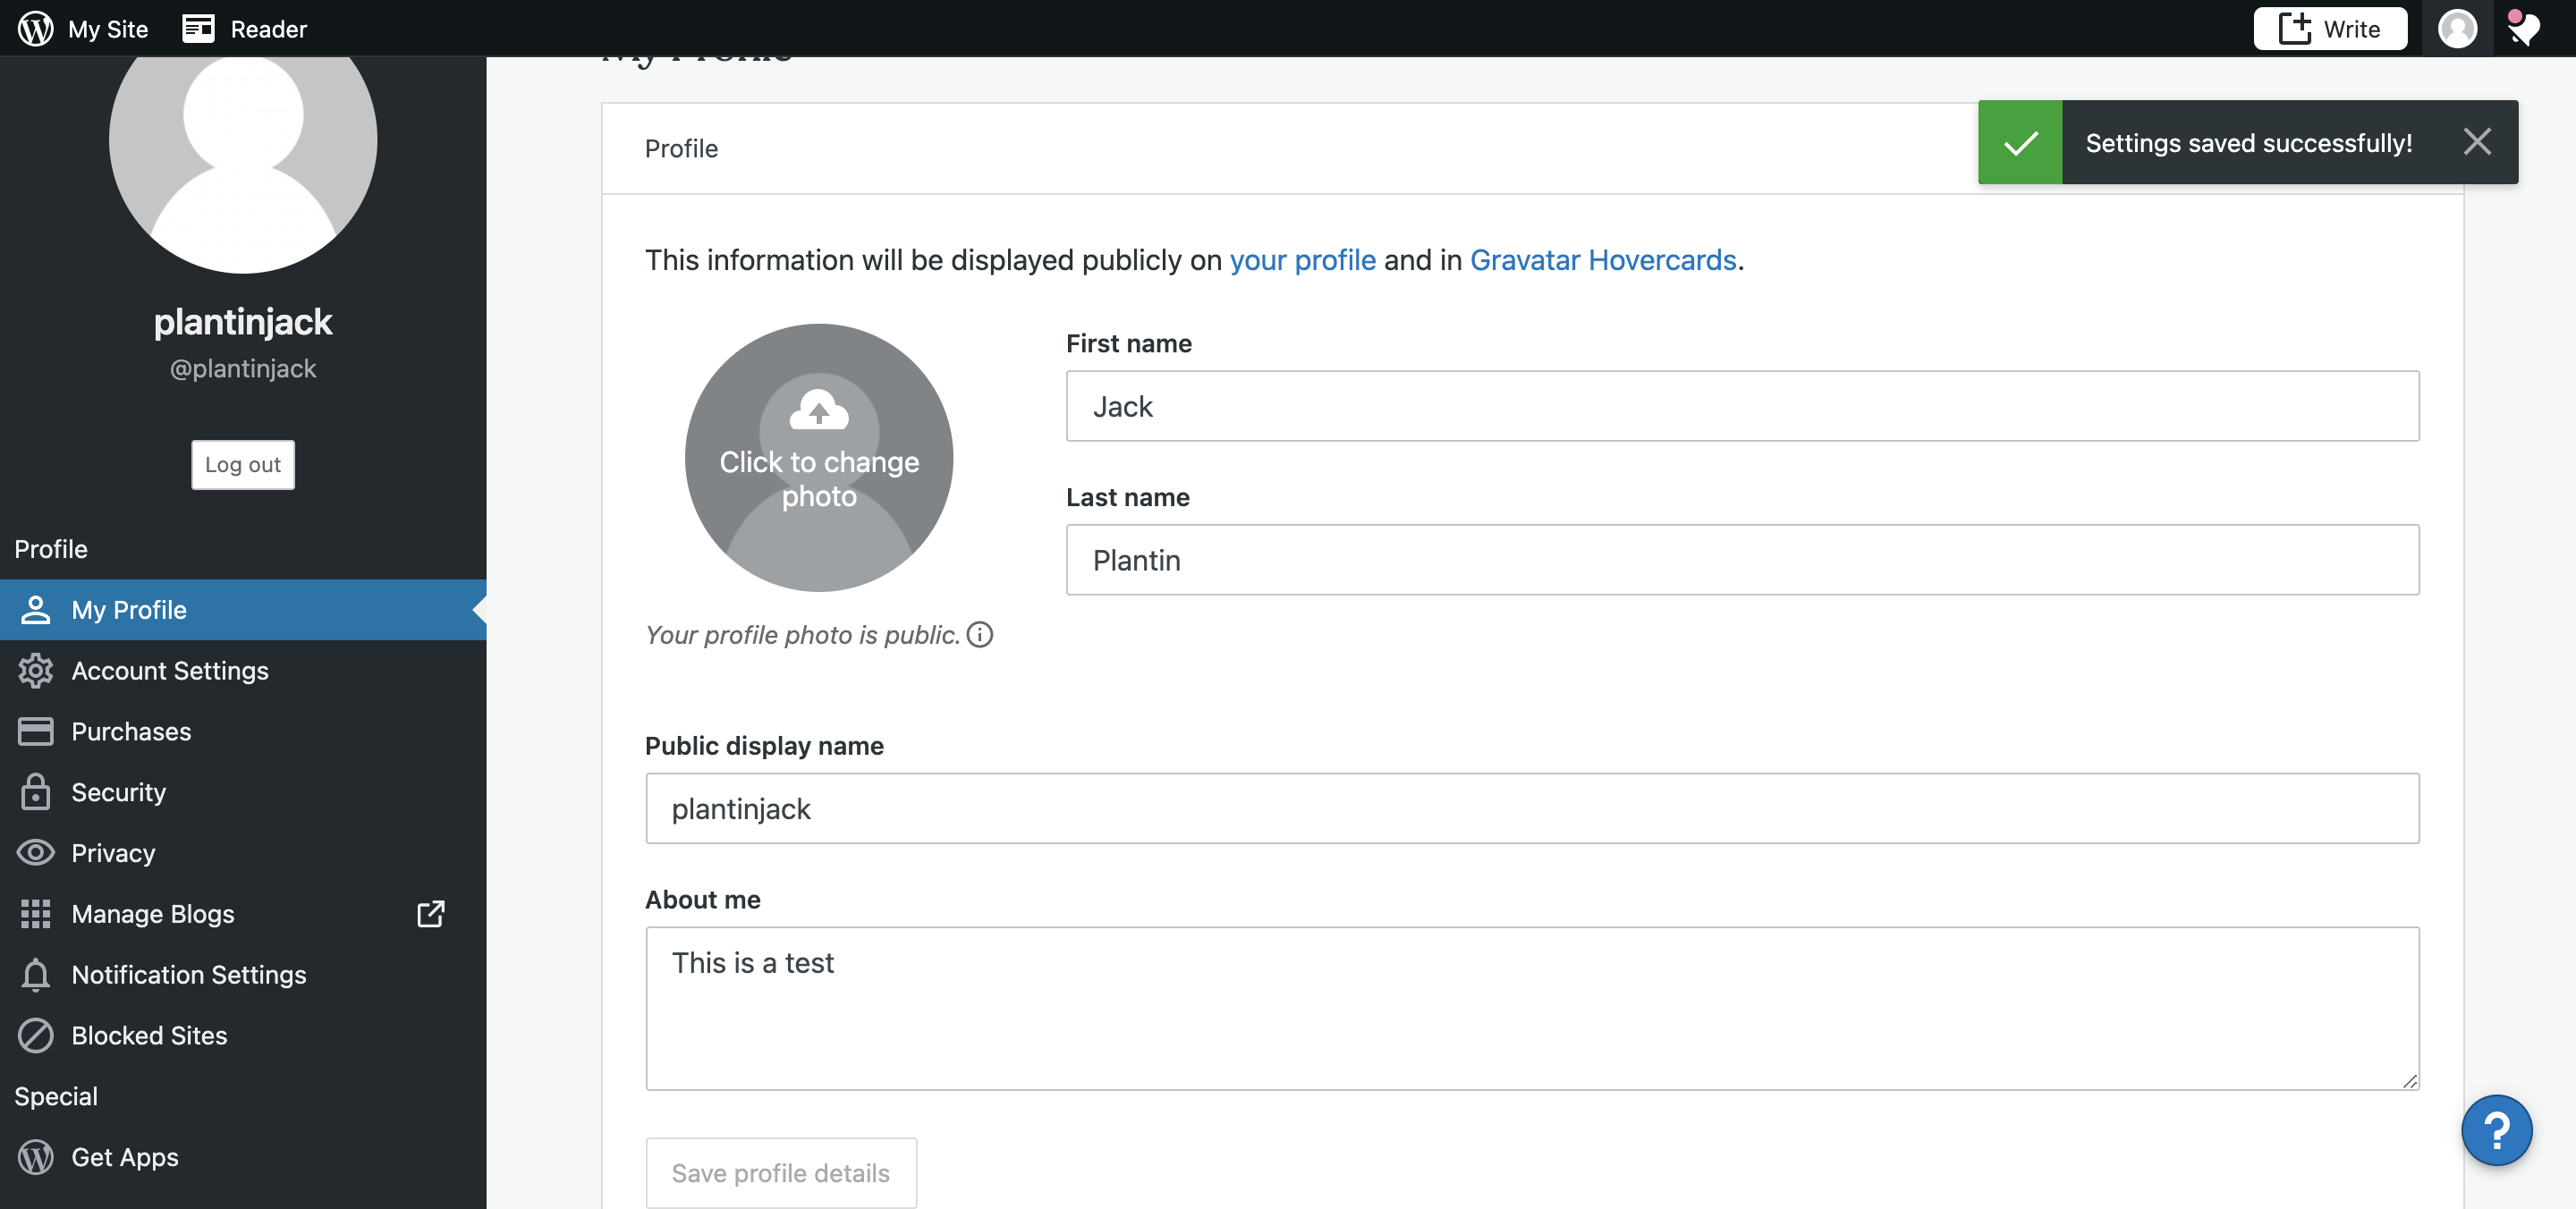 My Site
Reader
Write
My Profile
plantinjack
@plantinjack
Log out
Profile
My Profile
Account Settings
Purchases
Security
Privacy
Manage Blogs
Notification Settings
Blocked Sites
Special
Get Apps
Profile
Settings saved successfully!
This information will be displayed publicly on your profile and in Gravatar Hovercards.
Click to change
photo
Your profile photo is public.
First name
Jack
Last name
Plantin
Public display name
plantinjack
About me
This is a test
Save profile details
?